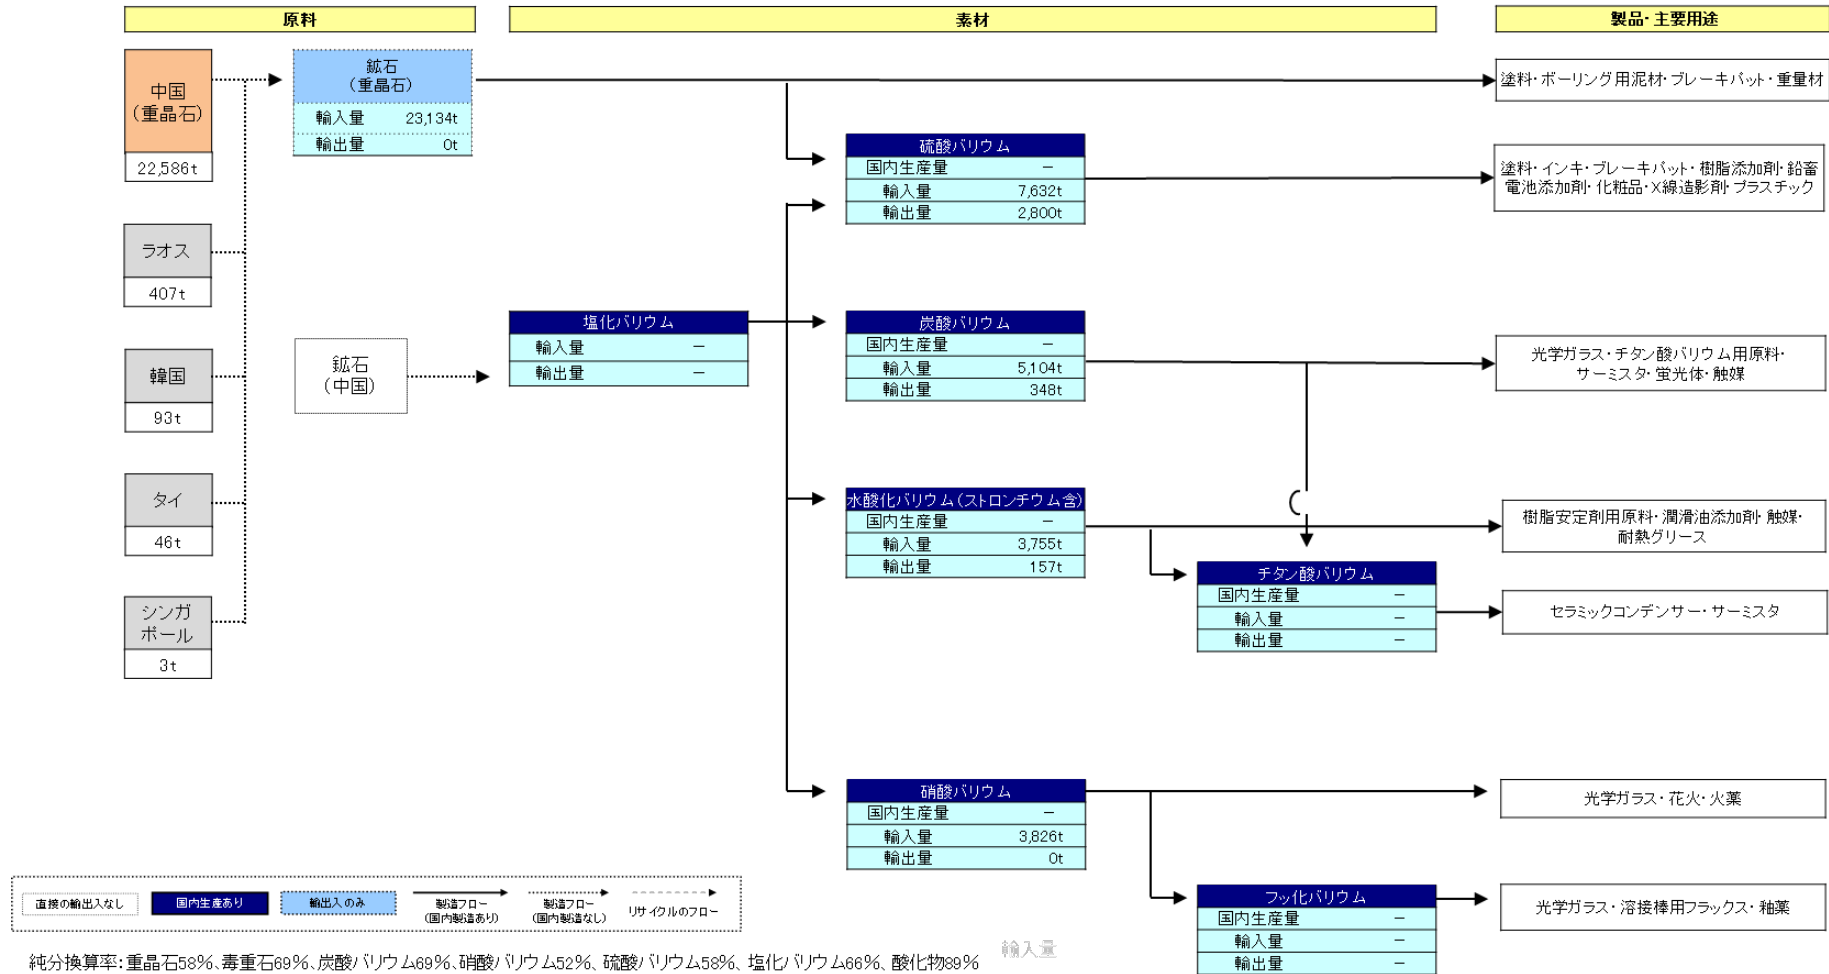 原料
素材
製品・主要用途
中国
（重晶石）
22,586t
ラオス
407t
韓国
93t
タイ
46t
シンガ
ポール
3t
鉱石
（重晶石）
輸入量 23,134t
輸出量 0t
鉱石
（中国）
塩化バリウム
輸入量 －
輸出量 －
硫酸バリウム
国内生産量 －
輸入量 7,632t
輸出量 2,800t
炭酸バリウム
国内生産量 －
輸入量 5,104t
輸出量 348t
水酸化バリウム（ストロンチウム含）
国内生産量 －
輸入量 3,755t
輸出量 157t
チタン酸バリウム
国内生産量 －
輸入量 －
輸出量 －
硝酸バリウム
国内生産量 －
輸入量 3,826t
輸出量 0t
フッ化バリウム
国内生産量 －
輸入量 －
輸出量 －
塗料・ボーリング用泥材・ブレーキパット・重量材
塗料・インキ・ブレーキパット・樹脂添加剤・鉛畜
電池添加剤・化粧品・X線造影剤・プラスチック
光学ガラス・チタン酸バリウム用原料・
サーミスタ・蛍光体・触媒
樹脂安定剤用原料・潤滑油添加剤・触媒・
耐熱グリース
セラミックコンデンサー・サーミスタ
光学ガラス・花火・火薬
光学ガラス・溶接棒用フラックス・釉薬
直接の輸出入なし
国内生産あり
輸出入のみ
製造フロー
（国内製造あり）
製造フロー
（国内製造なし）
リサイクルのフロー
輸入量
純分換算率：重晶石58%、毒重石69%、炭酸バリウム69%、硝酸バリウム52%、硫酸バリウム58%、塩化バリウム66%、酸化物89%